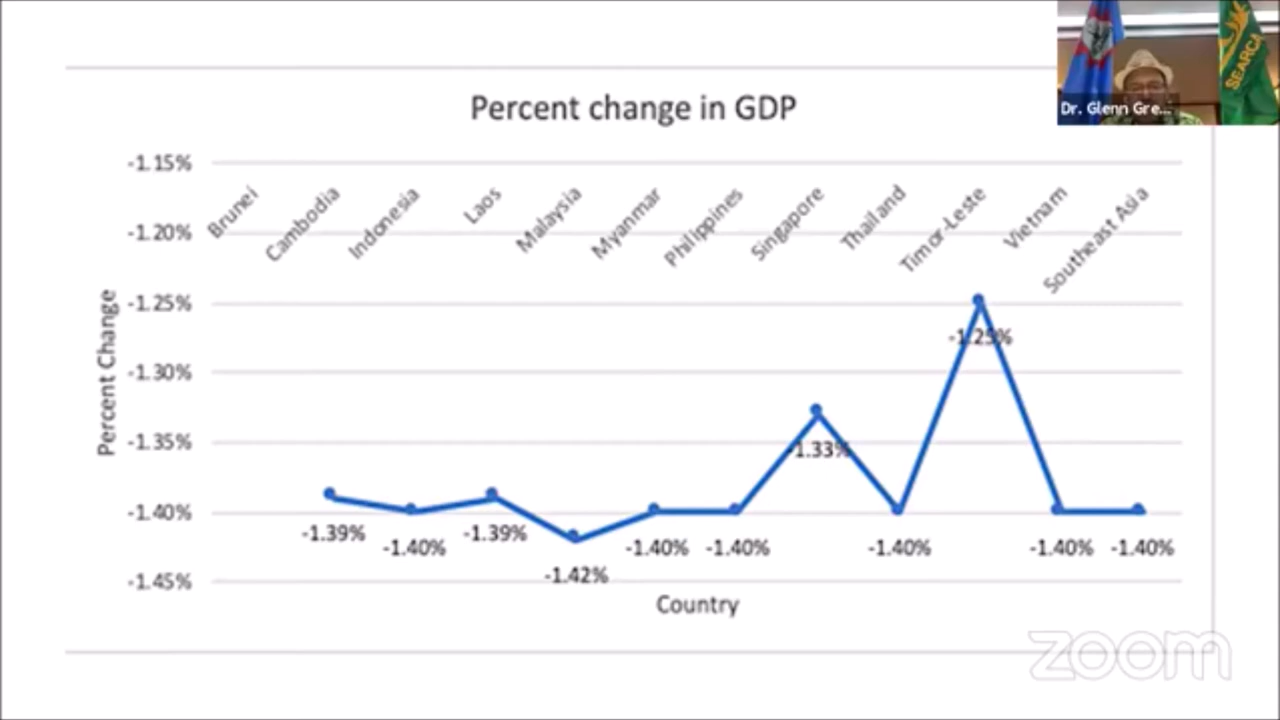 Dr. Glenn Gre...
SEARCA
Percent change in GDP
-1.15%
-1.20%
-1.25%
-1.30%
-1.35%
-1.40%
-1.45%
Percent Change
Brunei
Cambodia
Indonesia
Laos
Malaysia
Myanmar
Philippines
Singapore
Thailand
Timor-Leste
Vietnam
Southeast Asia
-1.39%
-1.40%
-1.39%
-1.42%
-1.40%
-1.40%
-1.33%
-1.40%
-1.25%
-1.40%
-1.40%
Country
zoom